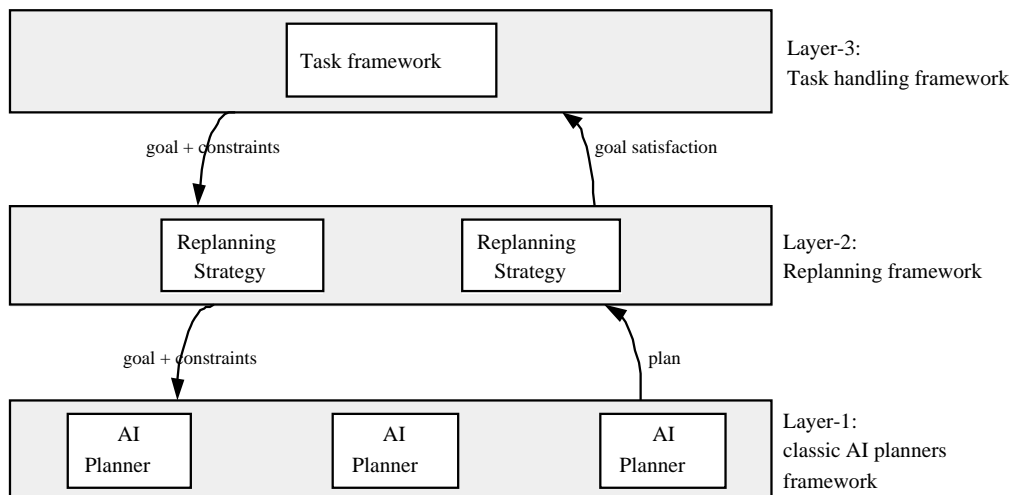 Task framework
Layer-3:
Task handling framework
goal + constraints
goal satisfaction
Replanning
Strategy
Replanning
Strategy
Layer-2:
Replanning framework
goal + constraints
plan
AI
Planner
AI
Planner
AI
Planner
Layer-1:
classic AI planners
framework